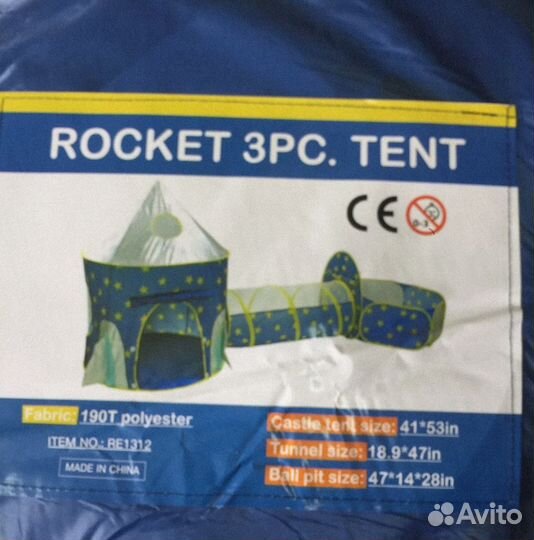 ROCKET 3PC. TENT
CE
0-3
Fabric: 190T polyester
ITEM NO.: RE1312
MADE IN CHINA
Castle tent size: 41*53in
Tunnel size: 18.9*47in
Ball pit size: 47*14*28in
Avito